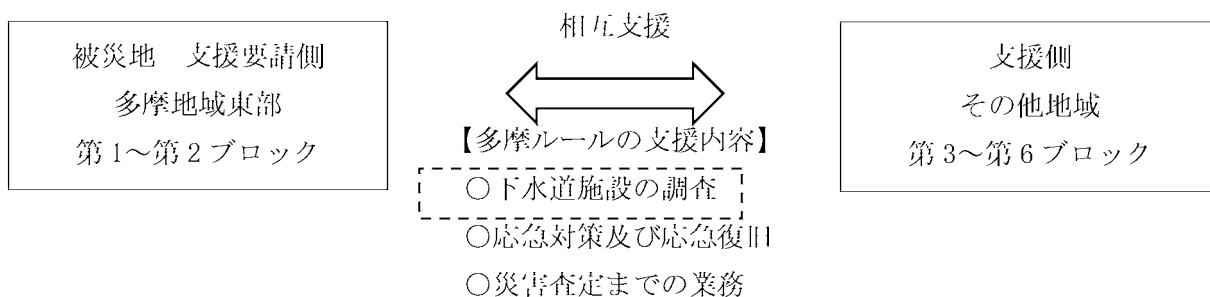 被災地　支援要請側
多摩地域東部
第1～第2ブロック
相互支援
【多摩ルールの支援内容】
○下水道施設の調査
○応急対策及び応急復旧
○災害査定までの業務
支援側
その他地域
第3～第6ブロック